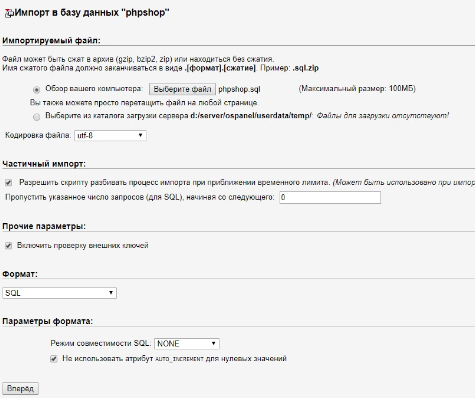 Импорт в базу данных "phpshop"
Импортируемый файл:
Файл может быть сжат в архив (gzip, bzip2, zip) или находиться без сжатия.
Имя сжатого файла должно заканчиваться в виде .[формат].[сжатие]. Пример: .sql.zip
Обзор вашего компьютера: Выберите файл phpshop.sql (Максимальный размер: 100МБ)
Вы также можете просто перетащить файл на любой странице
Выберите из каталога загрузки сервера d:/server/ospanel/userdata/temp/: Файлы для загрузки отсутствуют!
Кодировка файла: utf-8
Частичный импорт:
Разрешить скрипту разбивать процесс импорта при приближении временного лимита. (Может быть использовано при импор
Пропустить указанное число запросов (для SQL), начиная со следующего: 0
Прочие параметры:
Включить проверку внешних ключей
Формат:
SQL
Параметры формата:
Режим совместимости SQL: NONE
Не использовать атрибут AUTO_INCREMENT для нулевых значений
Вперёд